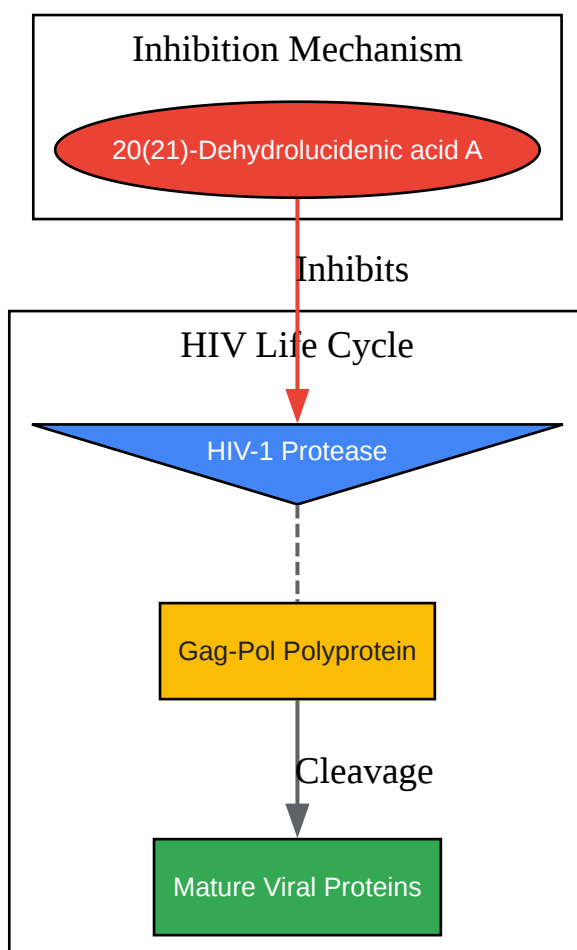 Inhibition Mechanism
20(21)-Dehydrolucidenic acid A
Inhibits
HIV Life Cycle
HIV-1 Protease
Gag-Pol Polyprotein
Cleavage
Mature Viral Proteins